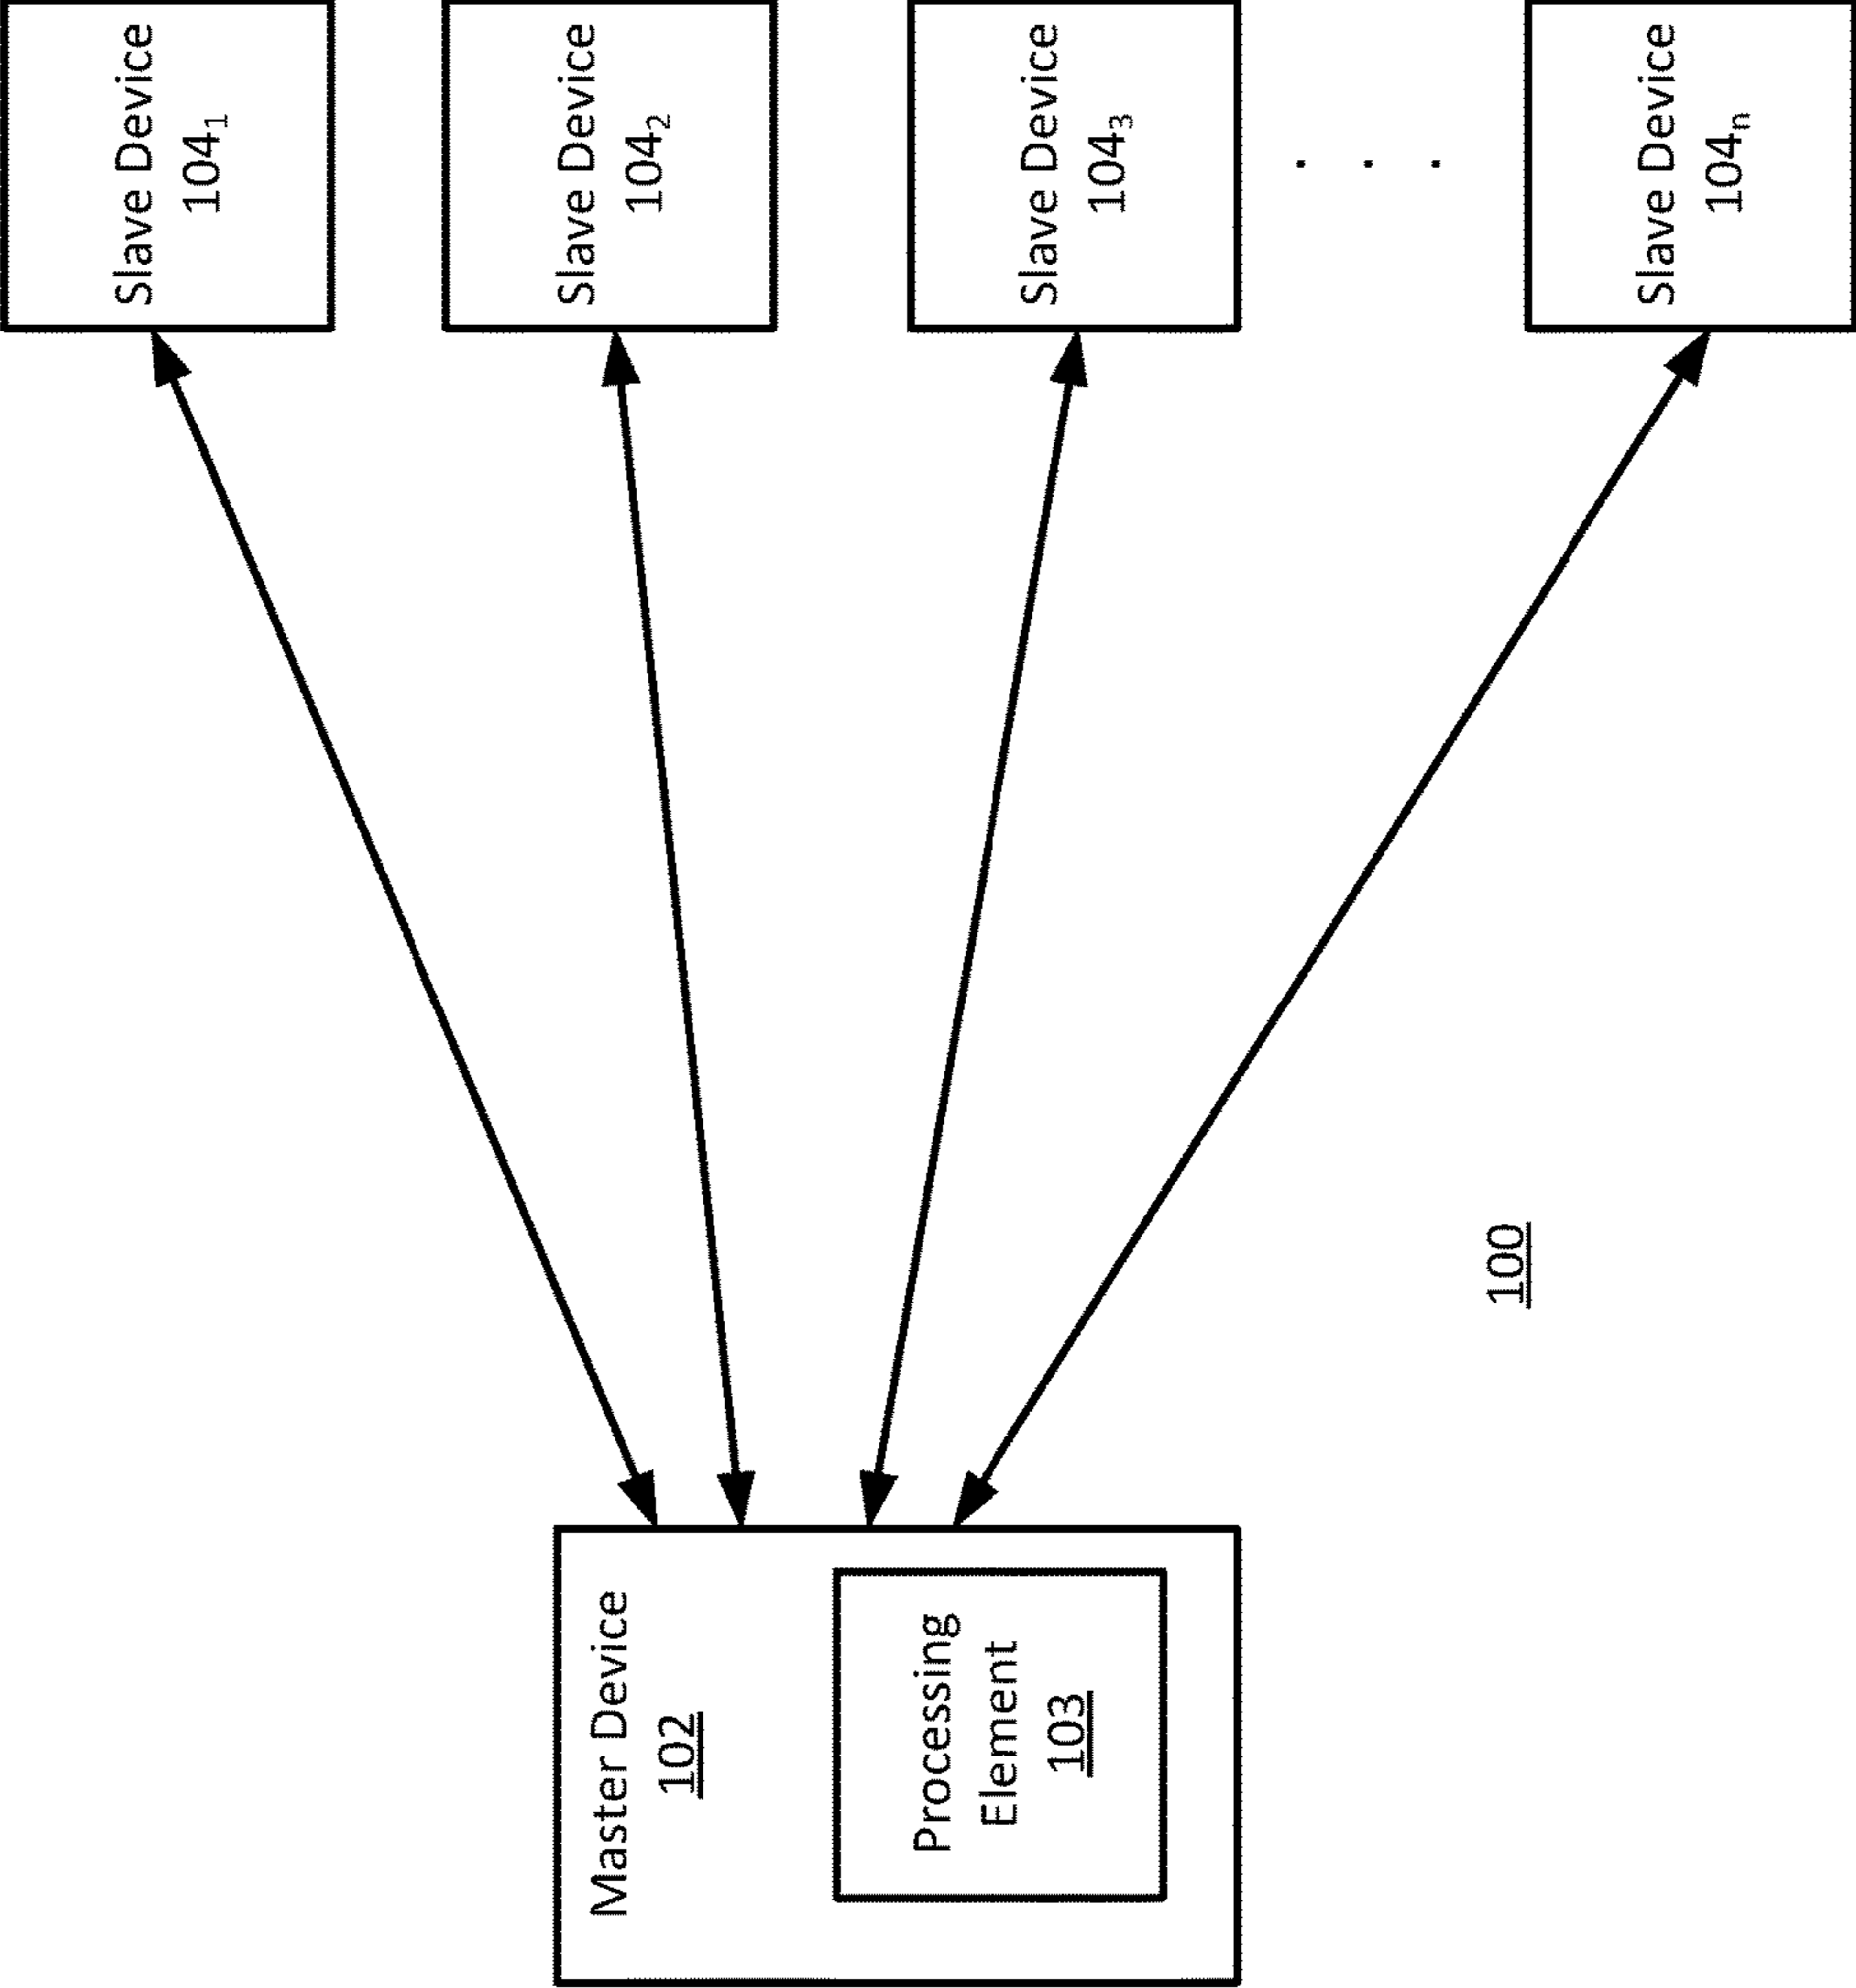 Master Device
102
Processing
Element
103
Slave Device
104₁
Slave Device
104₂
Slave Device
104₃
. . .
Slave Device
104ₙ
100